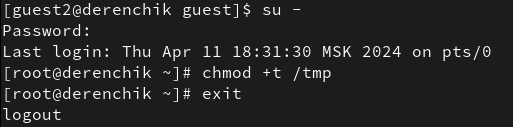 [guest2@derenchik guest]$ su -
Password:
Last login: Thu Apr 11 18:31:30 MSK 2024 on pts/0
[root@derenchik ~]# chmod +t /tmp
[root@derenchik ~]# exit
logout